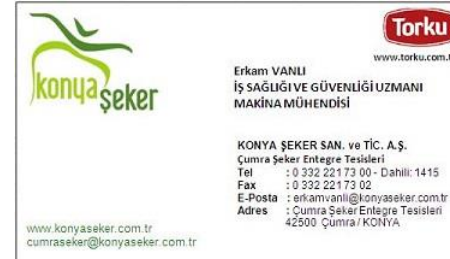 konya
şeker
Torku
www.torku.com.t
Erkam VANLI
İŞ SAĞLIĞI VE GÜVENLİĞİ UZMANI
MAKİNA MÜHENDİSİ
KONYA ŞEKER SAN. ve TİC. A.Ş.
Çumra Şeker Entegre Tesisleri
Tel : 0 332 221 73 00 - Dahili: 1415
Fax : 0 332 221 73 02
E-Posta : erkamvanli@konyaseker.com.tr
Adres : Çumra Şeker Entegre Tesisleri
42500 Çumra / KONYA
www.konyaseker.com.tr
cumraseker@konyaseker.com.tr